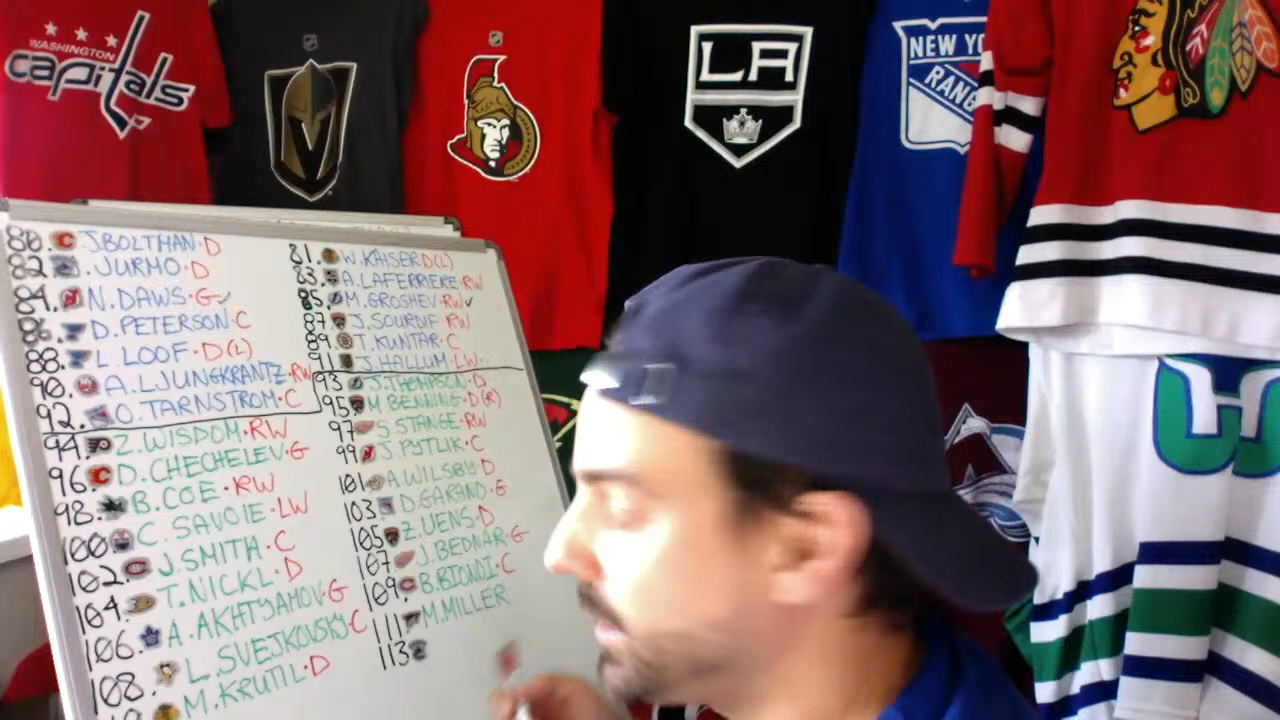 WASHINGTON
capitals
LA
NEW YO
RANG
80. J.BOLTHAN·D
82. .JURMO·D
84. N.DAWS·G✓
86. D.PETERSON·C
88. L.LOOF·D(L)
90. A.LJUNGKRANTZ·RW
92. O.TARNSTROM·C
94. Z.WISDOM·RW
96. D.CHECHELEV·G
98. B.COE·RW
100. C.SAVOIE·LW
102. J.SMITH·C
104. T.NICKL·D
106. A.AKHTYAMOV·G
108. L.SVEJKOVSKY·C
M.KRUTIL·D
81. W.KAISER D(L)
83. A.LAFERRIERE·RW
85. M.GROSHEV·RW✓
87. J.SOURDIF RW
89. T.KUNTAR·C
91. J.HALLUM·LW·
93. J.THOMPSON·D
95. M BENNING·D(R)
97. S STANGE·RW
99. J.PYTLIK·C
101. A.WILSBY·D
103. D.GARAND·G
105. Z.UENS·D
107. J.BEDNAR·G
109. B.BIONDI·C
111. M.MILLER
113.